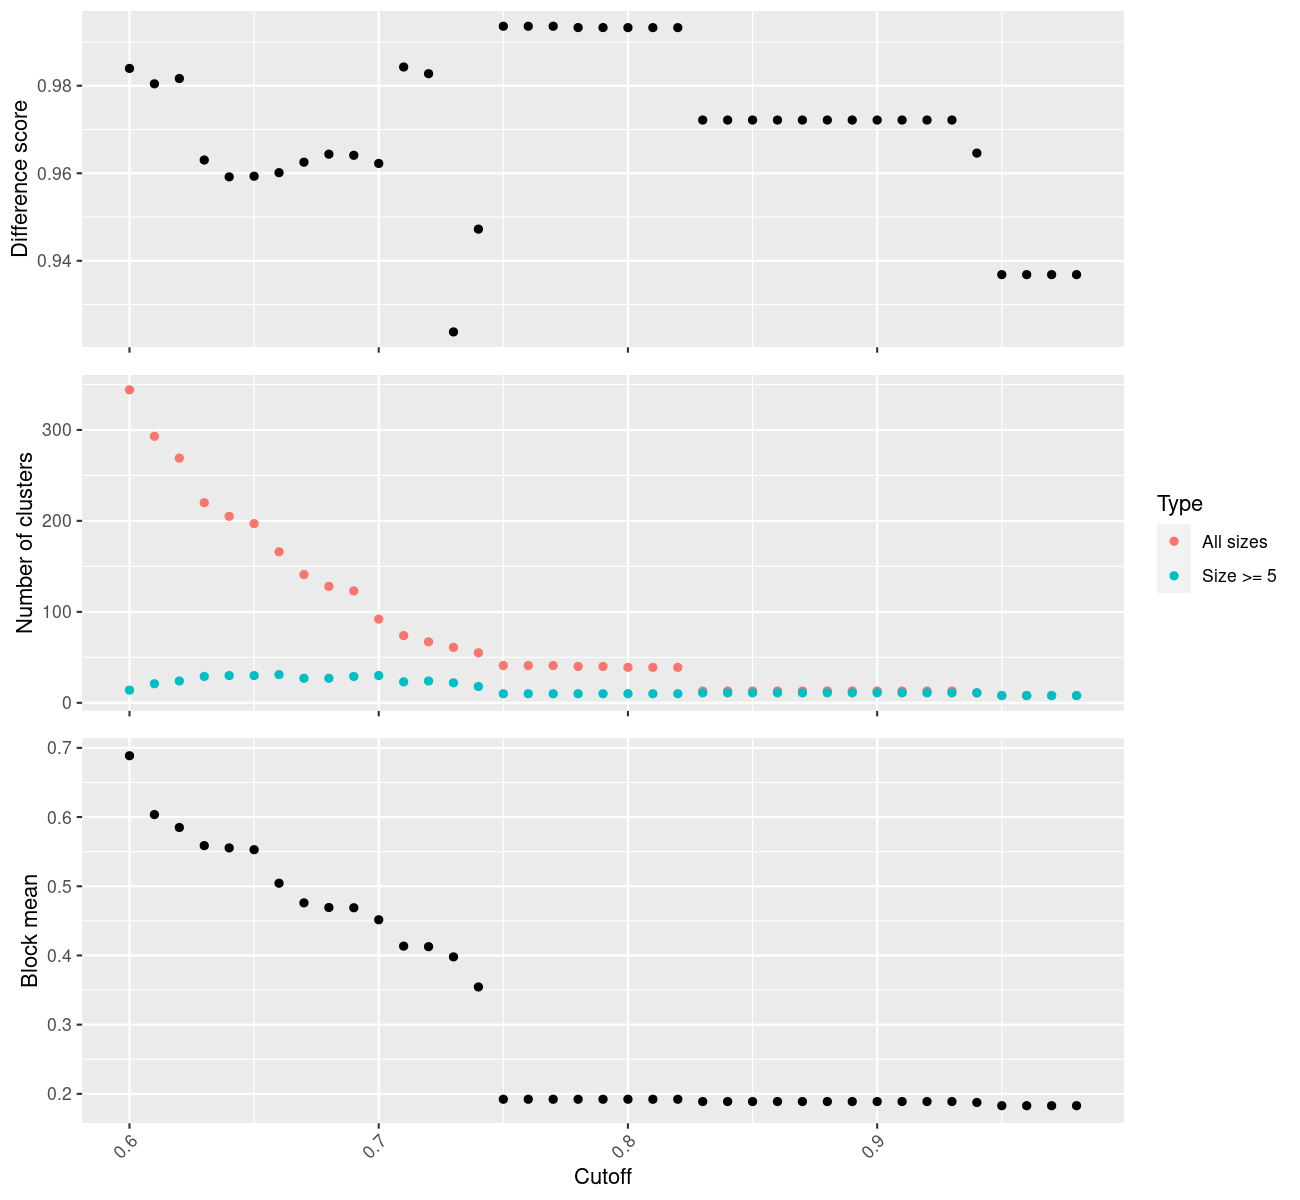 Difference score
0.98
0.96
0.94
Number of clusters
300
200
100
0
Type
All sizes
Size >= 5
Block mean
0.7
0.6
0.5
0.4
0.3
0.2
0.6 0.7 0.8 0.9
Cutoff